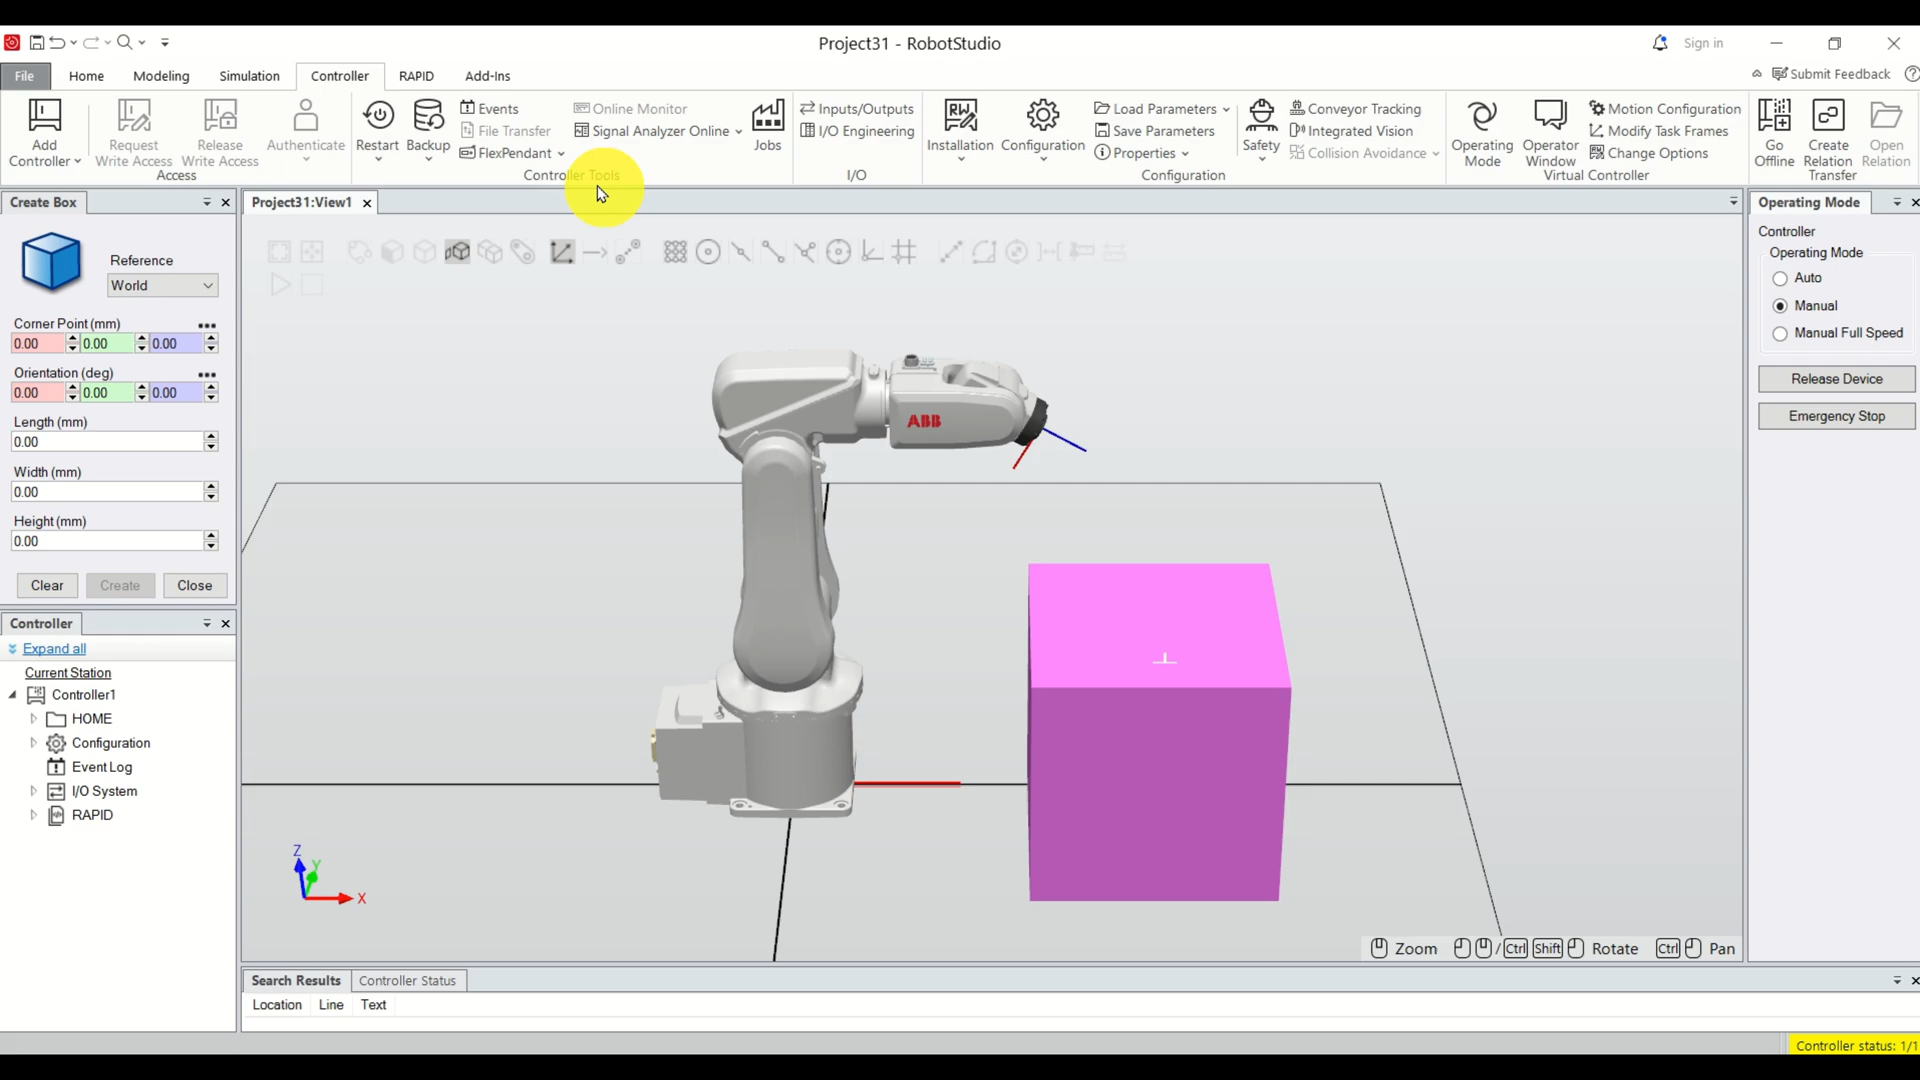 Project31 - RobotStudio
Sign in
File Home Modeling Simulation Controller RAPID Add-Ins
Submit Feedback
Add Controller
Request Write Access
Release Write Access
Authenticate
Access
Restart
Backup
Events
File Transfer
FlexPendant
Online Monitor
Signal Analyzer Online
Jobs
Controller Tools
Inputs/Outputs
I/O Engineering
I/O
Installation
Configuration
Load Parameters
Save Parameters
Properties
Safety
Conveyor Tracking
Integrated Vision
Collision Avoidance
Configuration
Operating Mode
Operator Window
Motion Configuration
Modify Task Frames
Change Options
Virtual Controller
Go Offline
Create Relation
Open Relation
Transfer
Create Box
Reference
World
Corner Point (mm)
0.00 0.00 0.00
Orientation (deg)
0.00 0.00 0.00
Length (mm)
0.00
Width (mm)
0.00
Height (mm)
0.00
Clear Create Close
Controller
Expand all
Current Station
Controller1
HOME
Configuration
Event Log
I/O System
RAPID
Project31:View1
ABB
Z
Y
X
Zoom / Ctrl Shift Rotate Ctrl Pan
Operating Mode
Controller
Operating Mode
Auto
Manual
Manual Full Speed
Release Device
Emergency Stop
Search Results Controller Status
Location Line Text
Controller status: 1/1